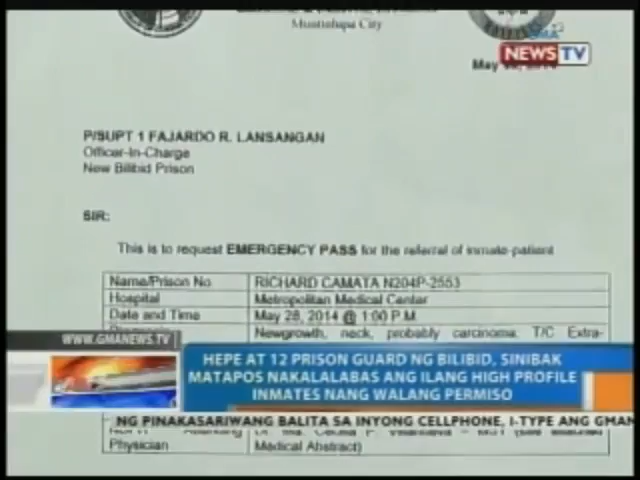 Muntinlupa City
GMA
NEWS TV
May
P/SUPT 1 FAJARDO R. LANSANGAN
Officer-In-Charge
New Bilibid Prison
SIR:
This is to request EMERGENCY PASS for the referral of inmate-patient
Name/Prison No RICHARD CAMATA N204P-2553
Hospital Metropolitan Medical Center
Date and Time May 28, 2014 @ 1:00 P.M
Newgrowth, neck, probably carcinoma; T/C Extra-
WWW.GMANEWS.TV
HEPE AT 12 PRISON GUARD NG BILIBID, SINIBAK
MATAPOS NAKALALABAS ANG ILANG HIGH PROFILE
INMATES NANG WALANG PERMISO
NG PINAKASARIWANG BALITA SA INYONG CELLPHONE, I-TYPE ANG GMAN
Physician Medical Abstract)